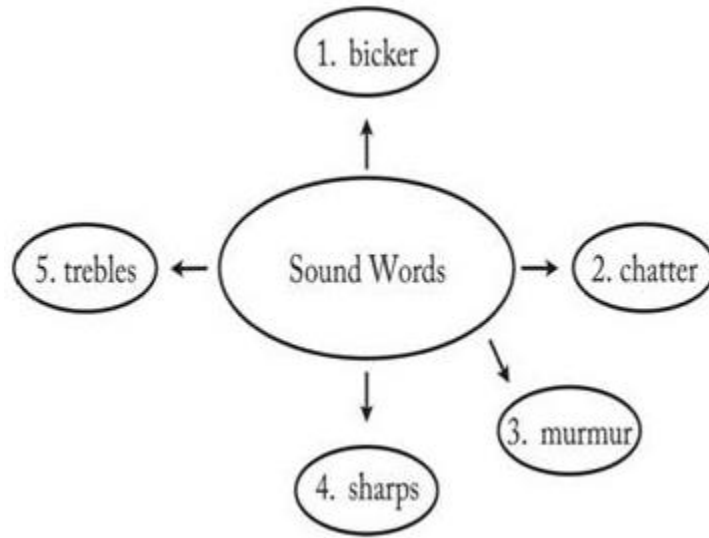 1. bicker
5. trebles
Sound Words
2. chatter
3. murmur
4. sharps